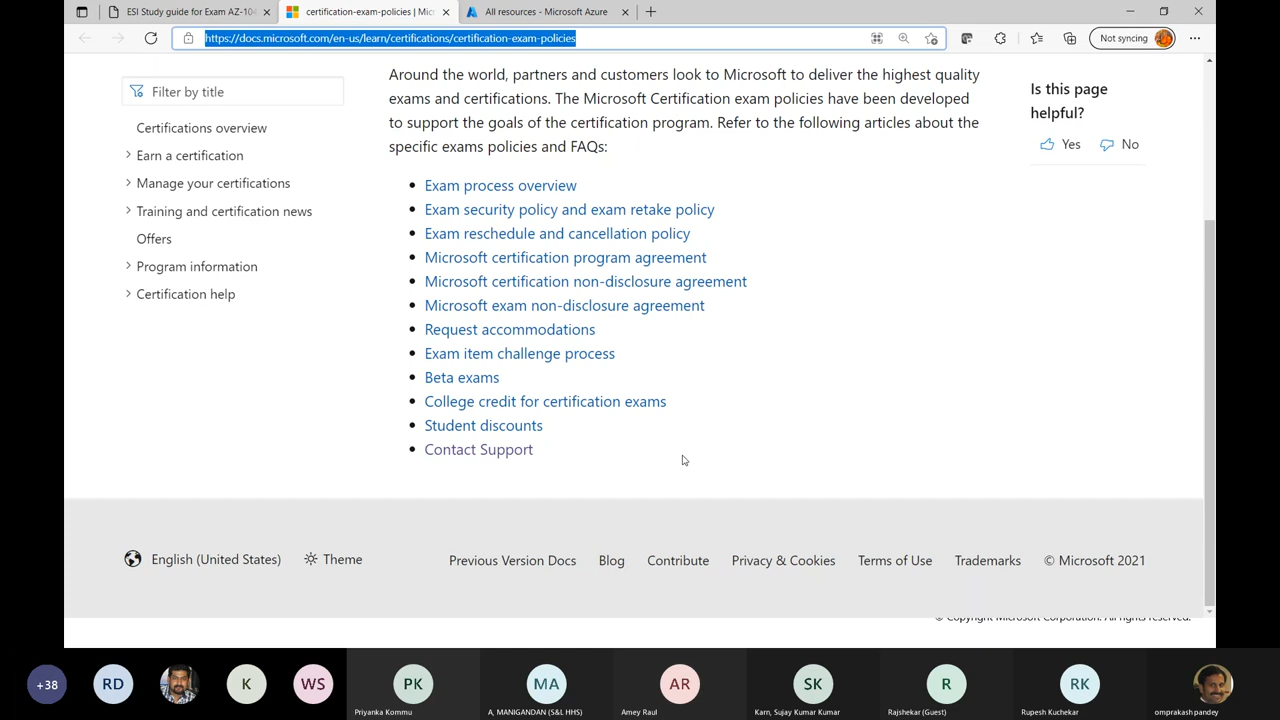 ESI Study guide for Exam AZ-104
certification-exam-policies | Mic
All resources - Microsoft Azure
https://docs.microsoft.com/en-us/learn/certifications/certification-exam-policies
Not syncing
Filter by title
Certifications overview
Earn a certification
Manage your certifications
Training and certification news
Offers
Program information
Certification help
Around the world, partners and customers look to Microsoft to deliver the highest quality
exams and certifications. The Microsoft Certification exam policies have been developed
to support the goals of the certification program. Refer to the following articles about the
specific exams policies and FAQs:
Exam process overview
Exam security policy and exam retake policy
Exam reschedule and cancellation policy
Microsoft certification program agreement
Microsoft certification non-disclosure agreement
Microsoft exam non-disclosure agreement
Request accommodations
Exam item challenge process
Beta exams
College credit for certification exams
Student discounts
Contact Support
Is this page
helpful?
Yes No
English (United States) Theme
Previous Version Docs Blog Contribute Privacy & Cookies Terms of Use Trademarks © Microsoft 2021
© Copyright Microsoft Corporation. All rights reserved.
+38 RD K WS PK MA AR SK R RK
Priyanka Kommu
A, MANIGANDAN (S&L HHS)
Amey Raul
Karn, Sujay Kumar Kumar
Rajshekar (Guest)
Rupesh Kuchekar
omprakash pandey